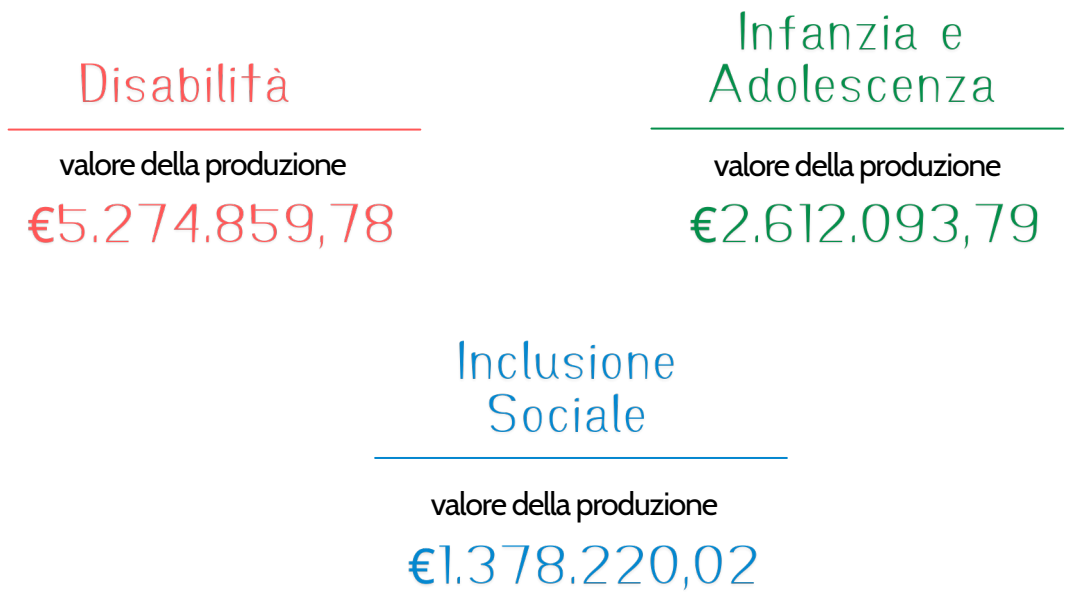 Disabilità
valore della produzione
€5.274.859,78
Infanzia e
Adolescenza
valore della produzione
€2.612.093,79
Inclusione
Sociale
valore della produzione
€1.378.220,02